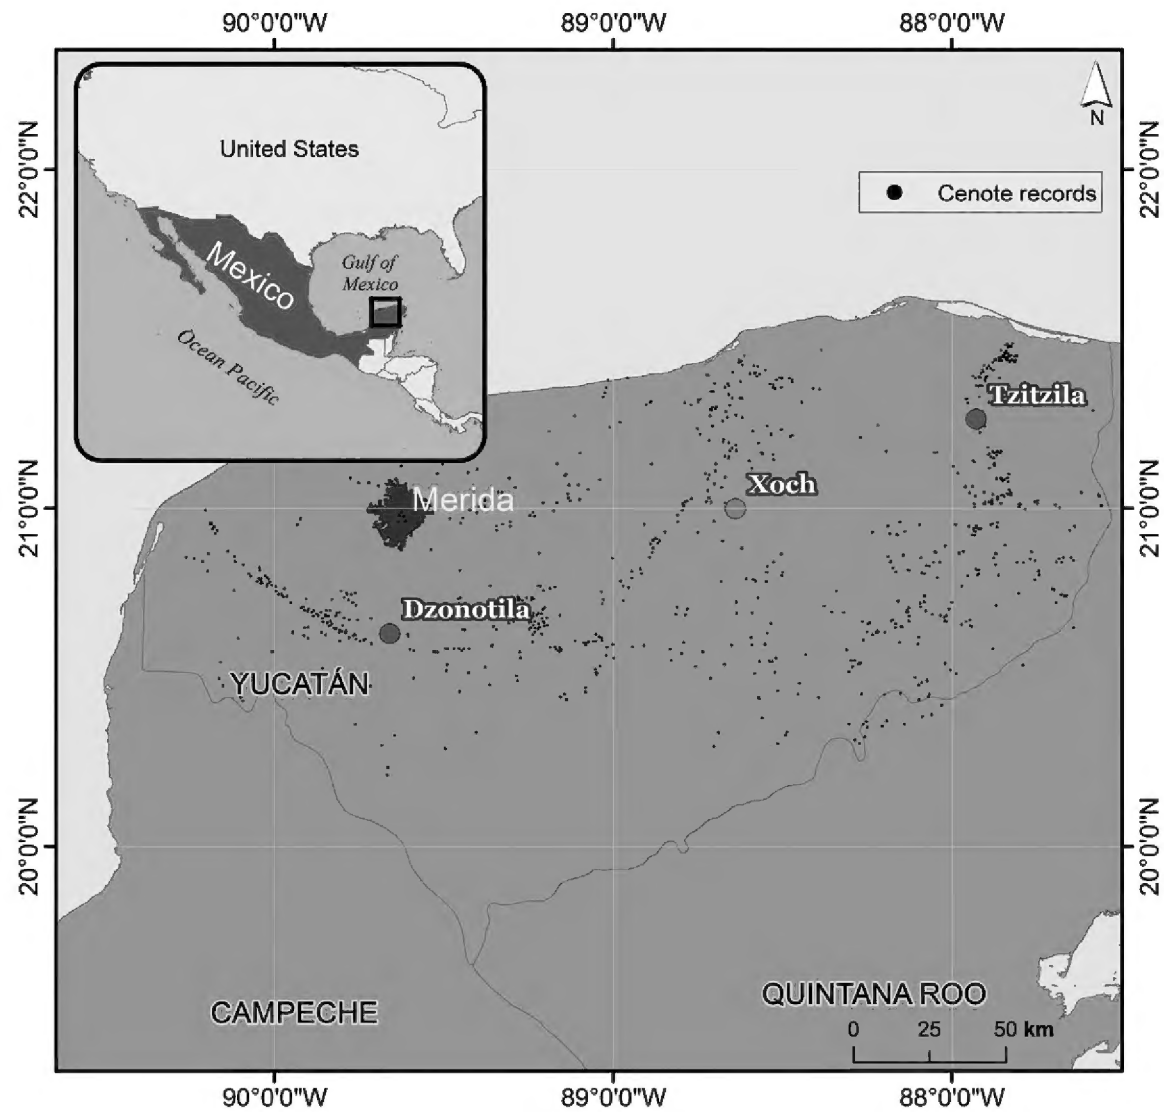 90°0'0"W
89°0'0"W
88°0'0"W
N
22°0'0"N
22°0'0"N
United States
Cenote records
Mexico
Gulf of
Mexico
Ocean Pacific
Tzitzila
Xoch
Merida
21°0'0"N
21°0'0"N
Dzonotila
YUCATÁN
20°0'0"N
20°0'0"N
CAMPECHE
QUINTANA ROO
0 25 50 km
90°0'0"W
89°0'0"W
88°0'0"W